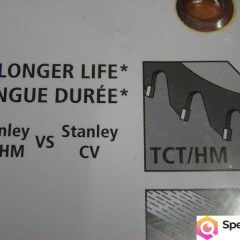 LONGER LIFE*
NGUE DURÉE*
nley VS Stanley
HM CV
TCT/HM
Spe